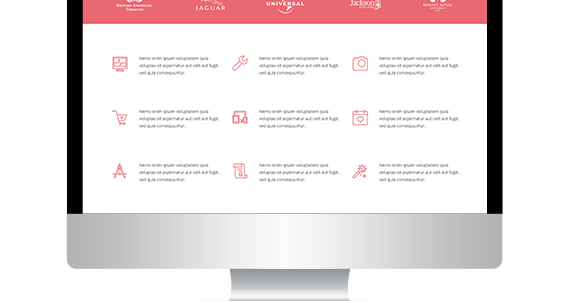 BRITISH AMERICAN
TOBACCO
JAGUAR
UNIVERSAL
Jackson
MOUNT ROYAL
Nemo enim ipsam voluptatem quia
voluptas sit aspernatur aut odit aut fugit,
sed quia consequuntur.
Nemo enim ipsam voluptatem quia
voluptas sit aspernatur aut odit aut fugit,
sed quia consequuntur.
Nemo enim ipsam voluptatem quia
voluptas sit aspernatur aut odit aut fugit,
sed quia consequuntur.
Nemo enim ipsam voluptatem quia
voluptas sit aspernatur aut odit aut fugit,
sed quia consequuntur.
Nemo enim ipsam voluptatem quia
voluptas sit aspernatur aut odit aut fugit,
sed quia consequuntur.
Nemo enim ipsam voluptatem quia
voluptas sit aspernatur aut odit aut fugit,
sed quia consequuntur.
Nemo enim ipsam voluptatem quia
voluptas sit aspernatur aut odit aut fugit,
sed quia consequuntur.
Nemo enim ipsam voluptatem quia
voluptas sit aspernatur aut odit aut fugit,
sed quia consequuntur.
Nemo enim ipsam voluptatem quia
voluptas sit aspernatur aut odit aut fugit,
sed quia consequuntur.